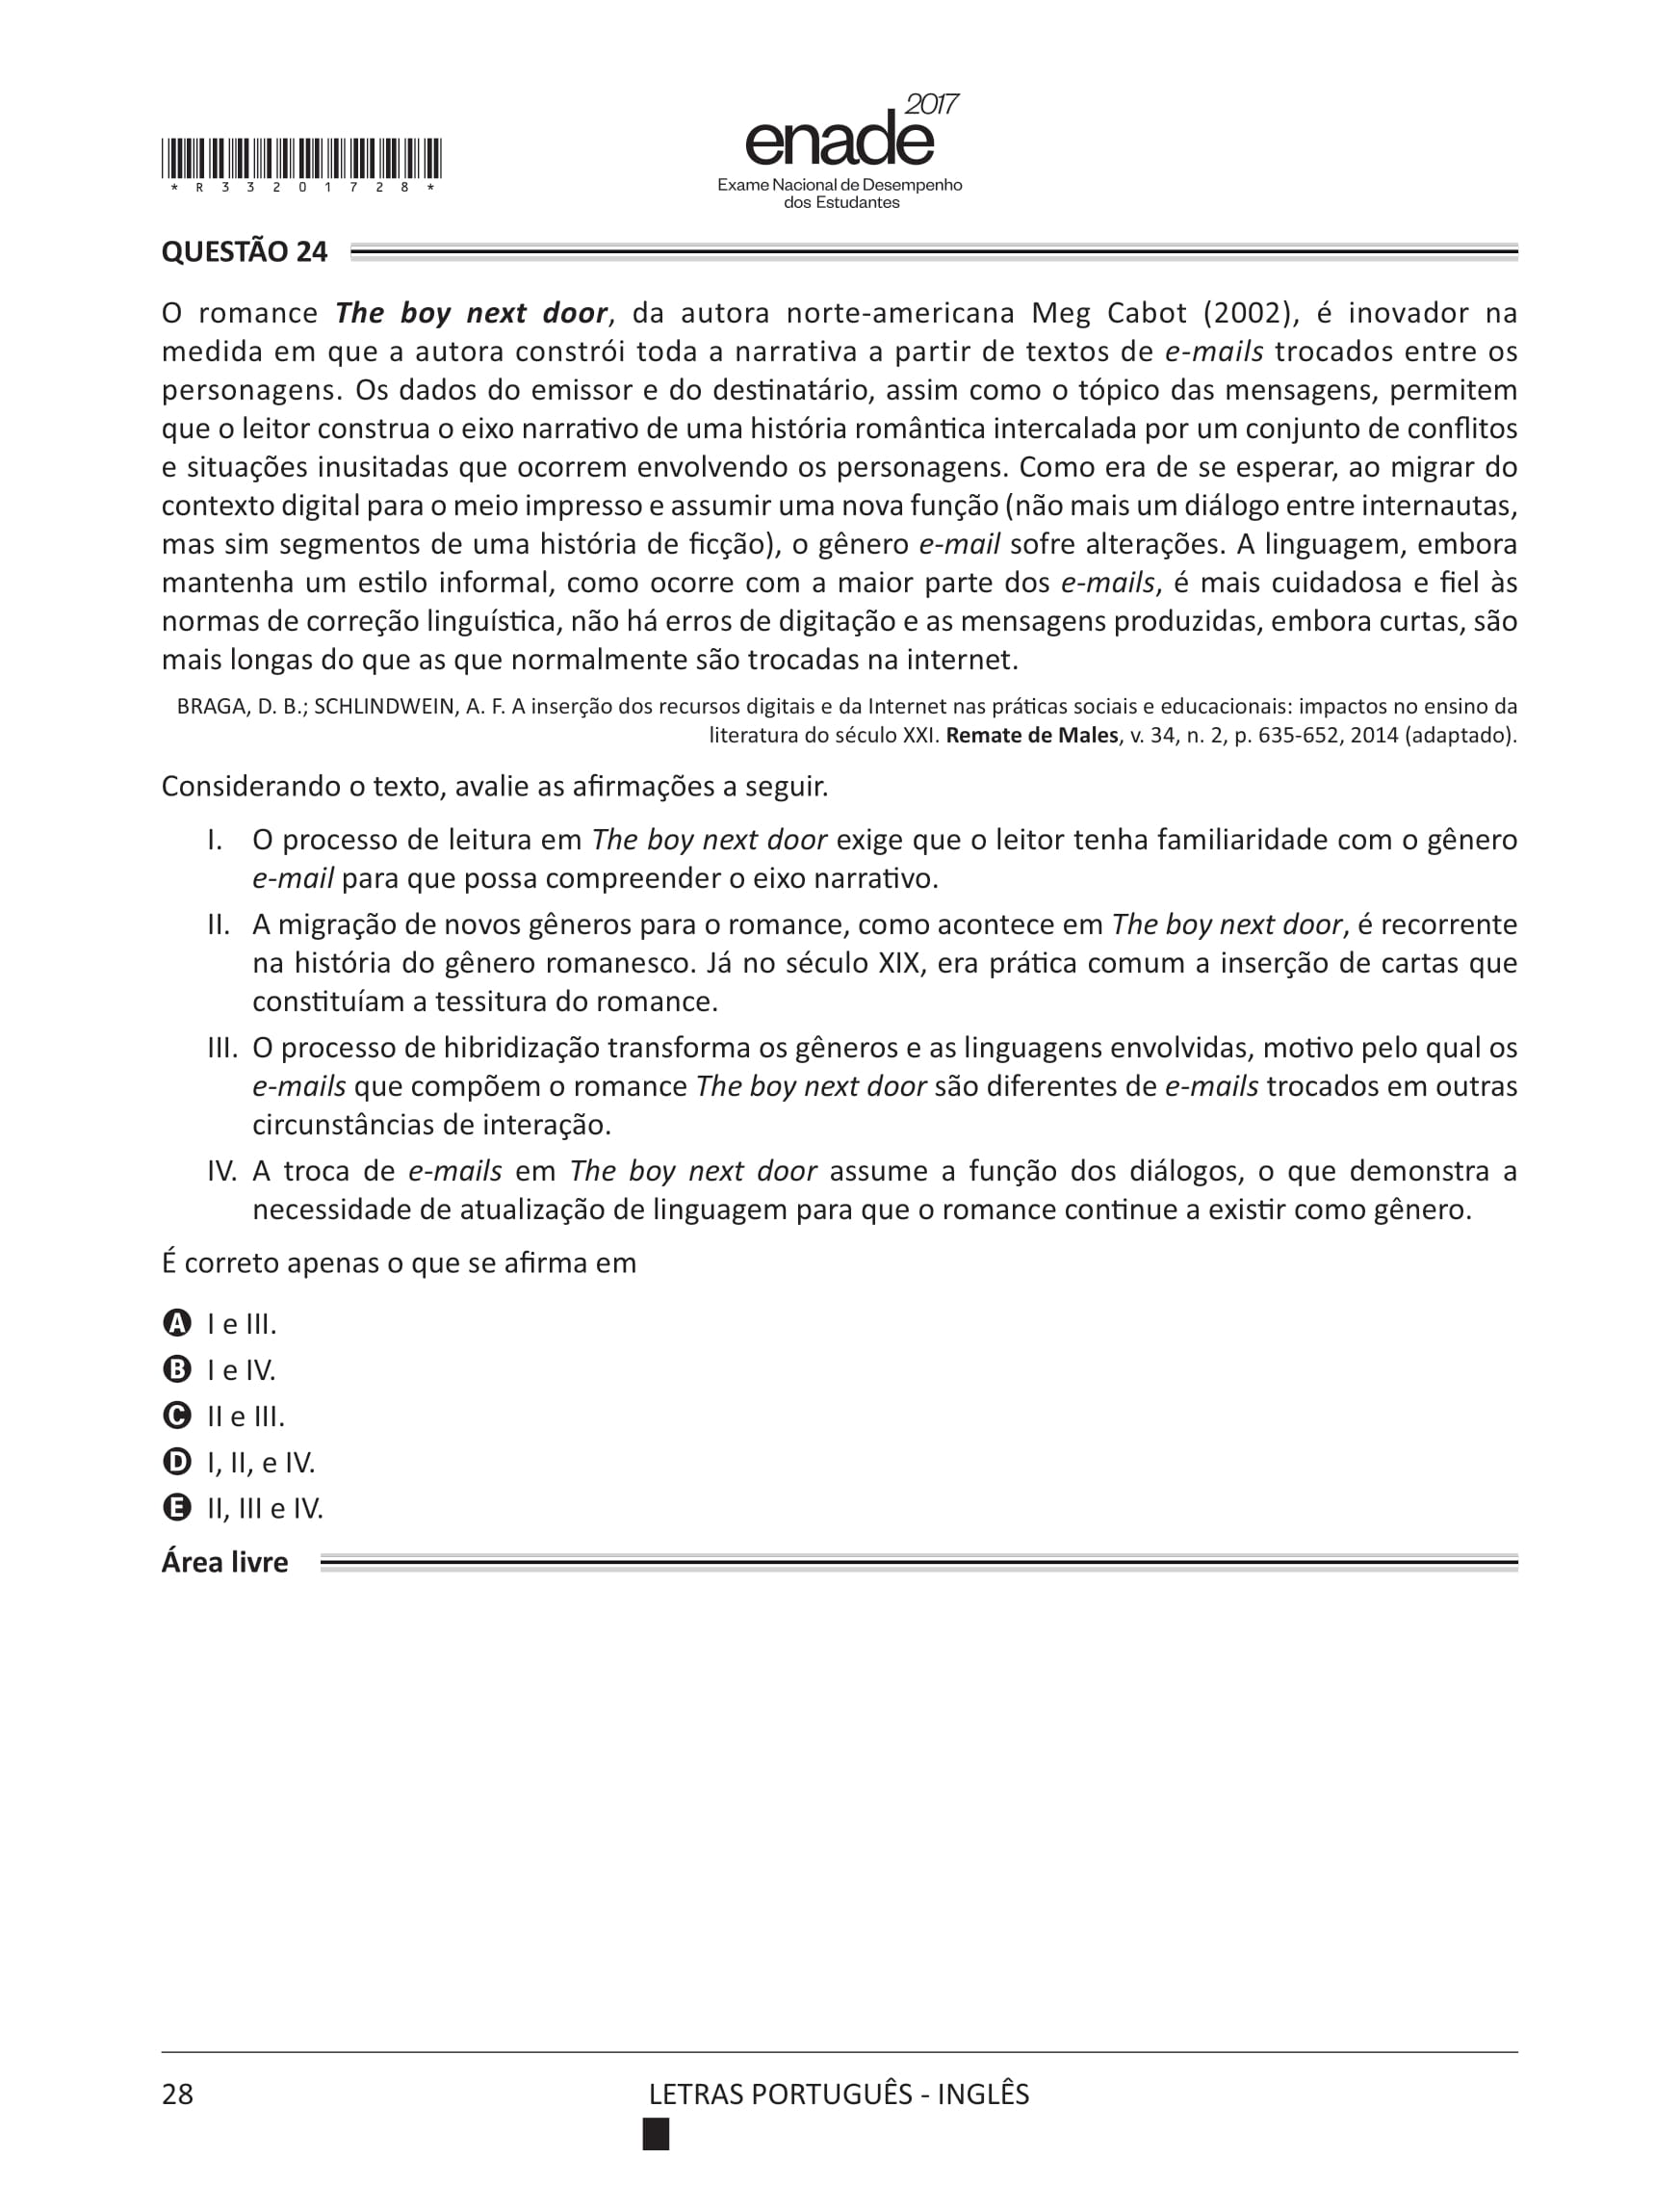 2017
enade
Exame Nacional de Desempenho
dos Estudantes
* R 3 3 2 0 1 7 2 8 *
QUESTÃO 24
O romance The boy next door, da autora norte-americana Meg Cabot (2002), é inovador na
medida em que a autora constrói toda a narrativa a partir de textos de e-mails trocados entre os
personagens. Os dados do emissor e do destinatário, assim como o tópico das mensagens, permitem
que o leitor construa o eixo narrativo de uma história romântica intercalada por um conjunto de conflitos
e situações inusitadas que ocorrem envolvendo os personagens. Como era de se esperar, ao migrar do
contexto digital para o meio impresso e assumir uma nova função (não mais um diálogo entre internautas,
mas sim segmentos de uma história de ficção), o gênero e-mail sofre alterações. A linguagem, embora
mantenha um estilo informal, como ocorre com a maior parte dos e-mails, é mais cuidadosa e fiel às
normas de correção linguística, não há erros de digitação e as mensagens produzidas, embora curtas, são
mais longas do que as que normalmente são trocadas na internet.
BRAGA, D. B.; SCHLINDWEIN, A. F. A inserção dos recursos digitais e da Internet nas práticas sociais e educacionais: impactos no ensino da
literatura do século XXI. Remate de Males, v. 34, n. 2, p. 635-652, 2014 (adaptado).
Considerando o texto, avalie as afirmações a seguir.
I. O processo de leitura em The boy next door exige que o leitor tenha familiaridade com o gênero
e-mail para que possa compreender o eixo narrativo.
II. A migração de novos gêneros para o romance, como acontece em The boy next door, é recorrente
na história do gênero romanesco. Já no século XIX, era prática comum a inserção de cartas que
constituíam a tessitura do romance.
III. O processo de hibridização transforma os gêneros e as linguagens envolvidas, motivo pelo qual os
e-mails que compõem o romance The boy next door são diferentes de e-mails trocados em outras
circunstâncias de interação.
IV. A troca de e-mails em The boy next door assume a função dos diálogos, o que demonstra a
necessidade de atualização de linguagem para que o romance continue a existir como gênero.
É correto apenas o que se afirma em
A I e III.
B I e IV.
C II e III.
D I, II, e IV.
E II, III e IV.
Área livre
28
LETRAS PORTUGUÊS - INGLÊS